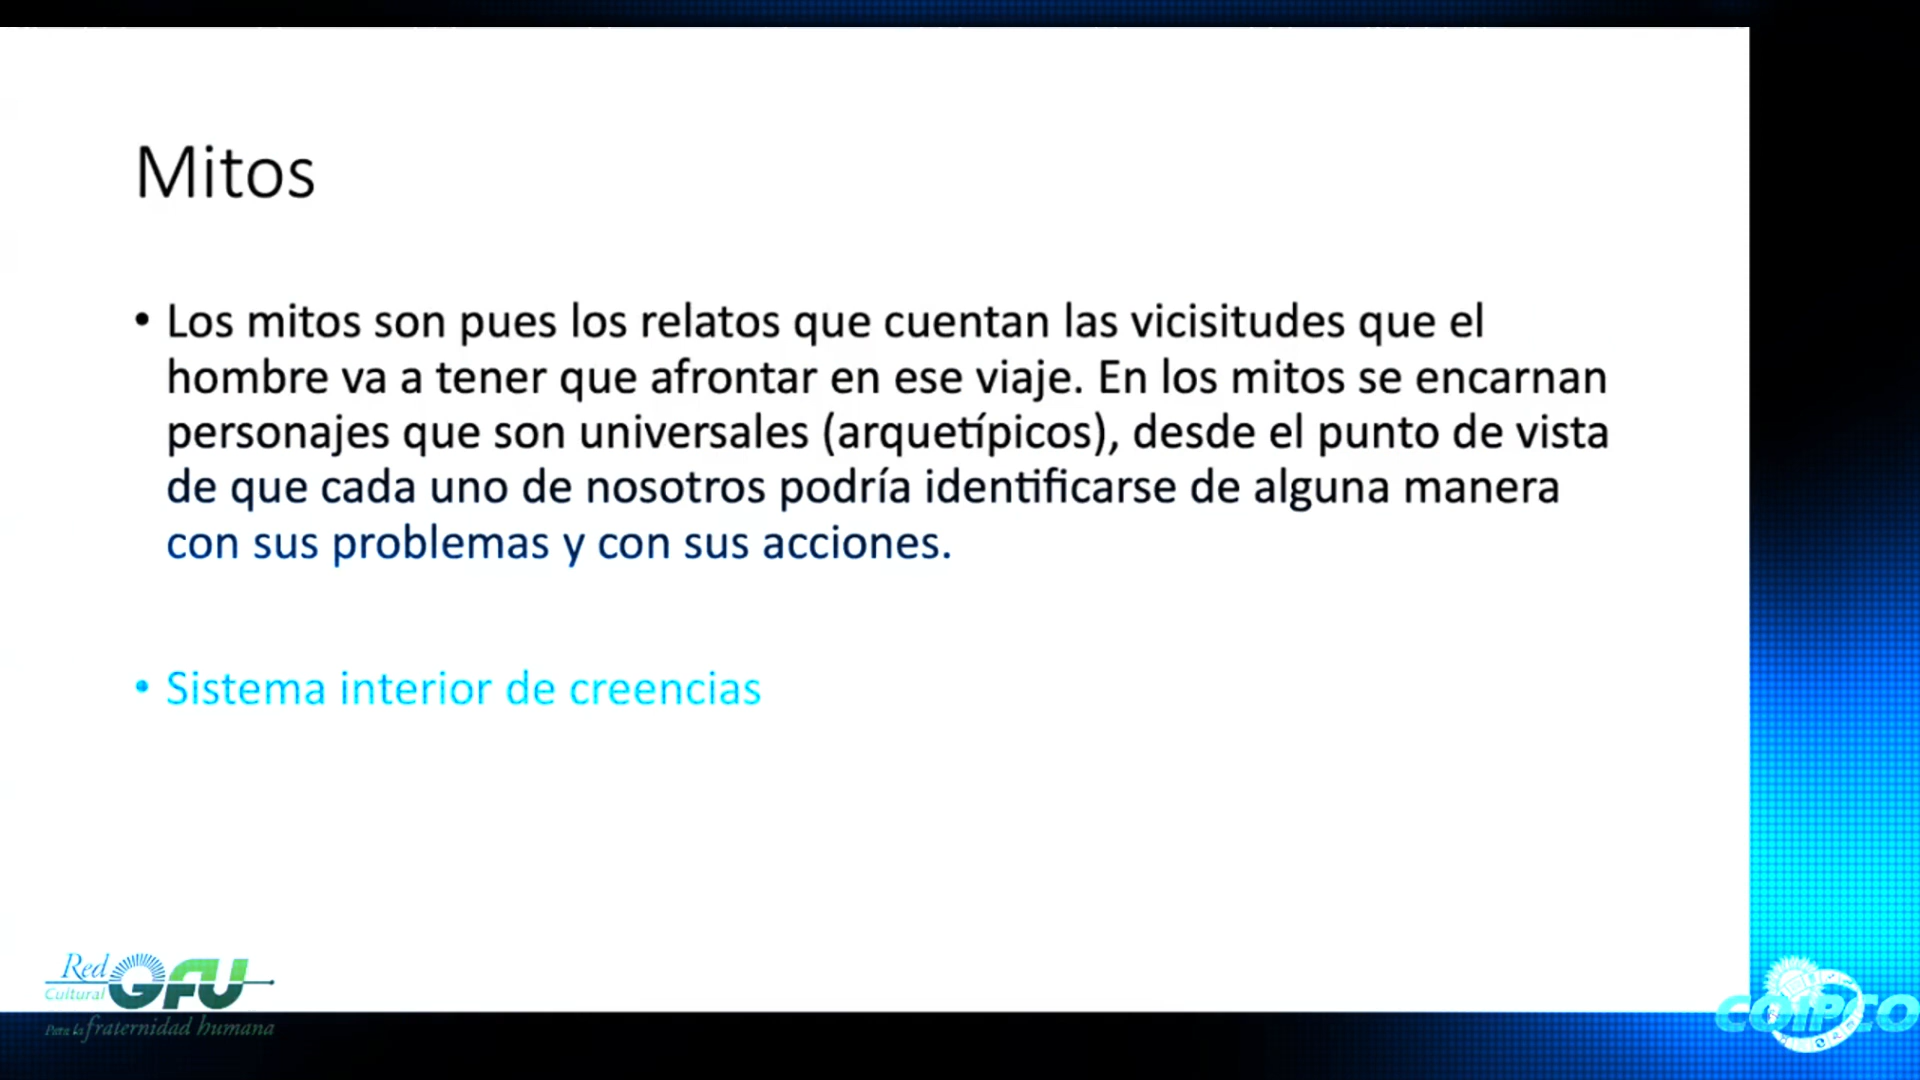 Mitos
• Los mitos son pues los relatos que cuentan las vicisitudes que el
hombre va a tener que afrontar en ese viaje. En los mitos se encarnan
personajes que son universales (arquetípicos), desde el punto de vista
de que cada uno de nosotros podría identificarse de alguna manera
con sus problemas y con sus acciones.
• Sistema interior de creencias
Red
Cultural GFU
Para la fraternidad humana
COIPCO